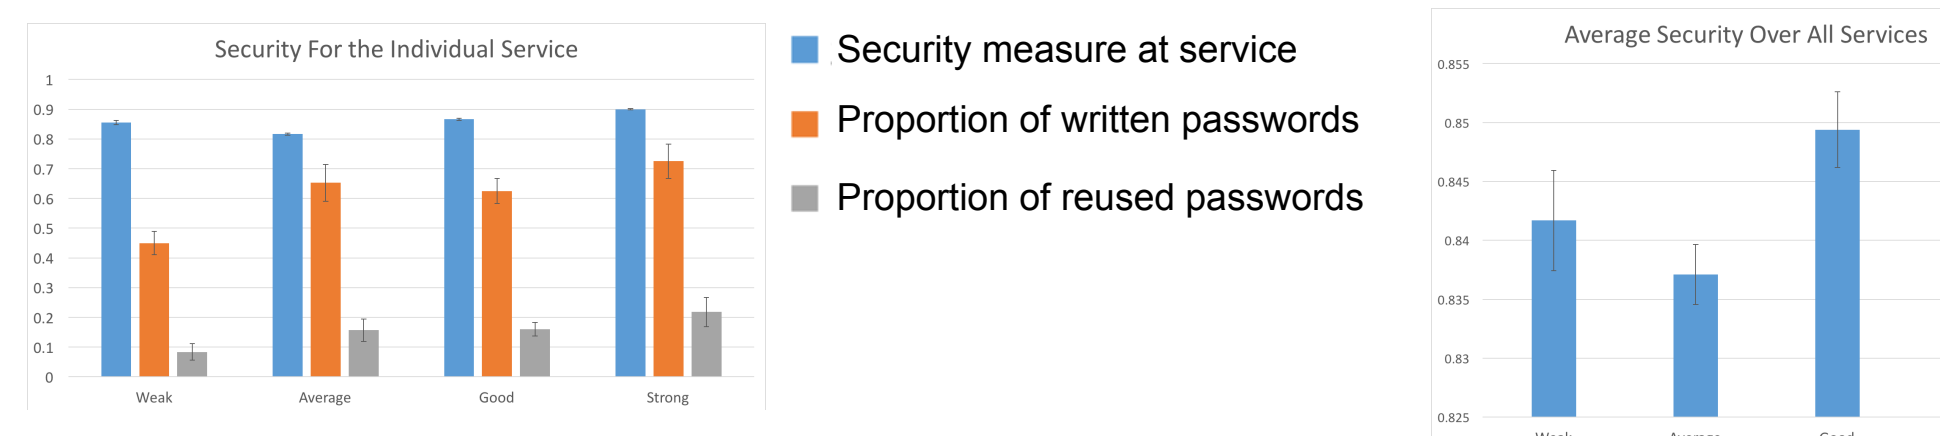 Security For the Individual Service
1
0.9
0.8
0.7
0.6
0.5
0.4
0.3
0.2
0.1
0
Weak Average Good Strong
Security measure at service
Proportion of written passwords
Proportion of reused passwords
Average Security Over All Services
0.855
0.85
0.845
0.84
0.835
0.83
0.825
Weak Average Good